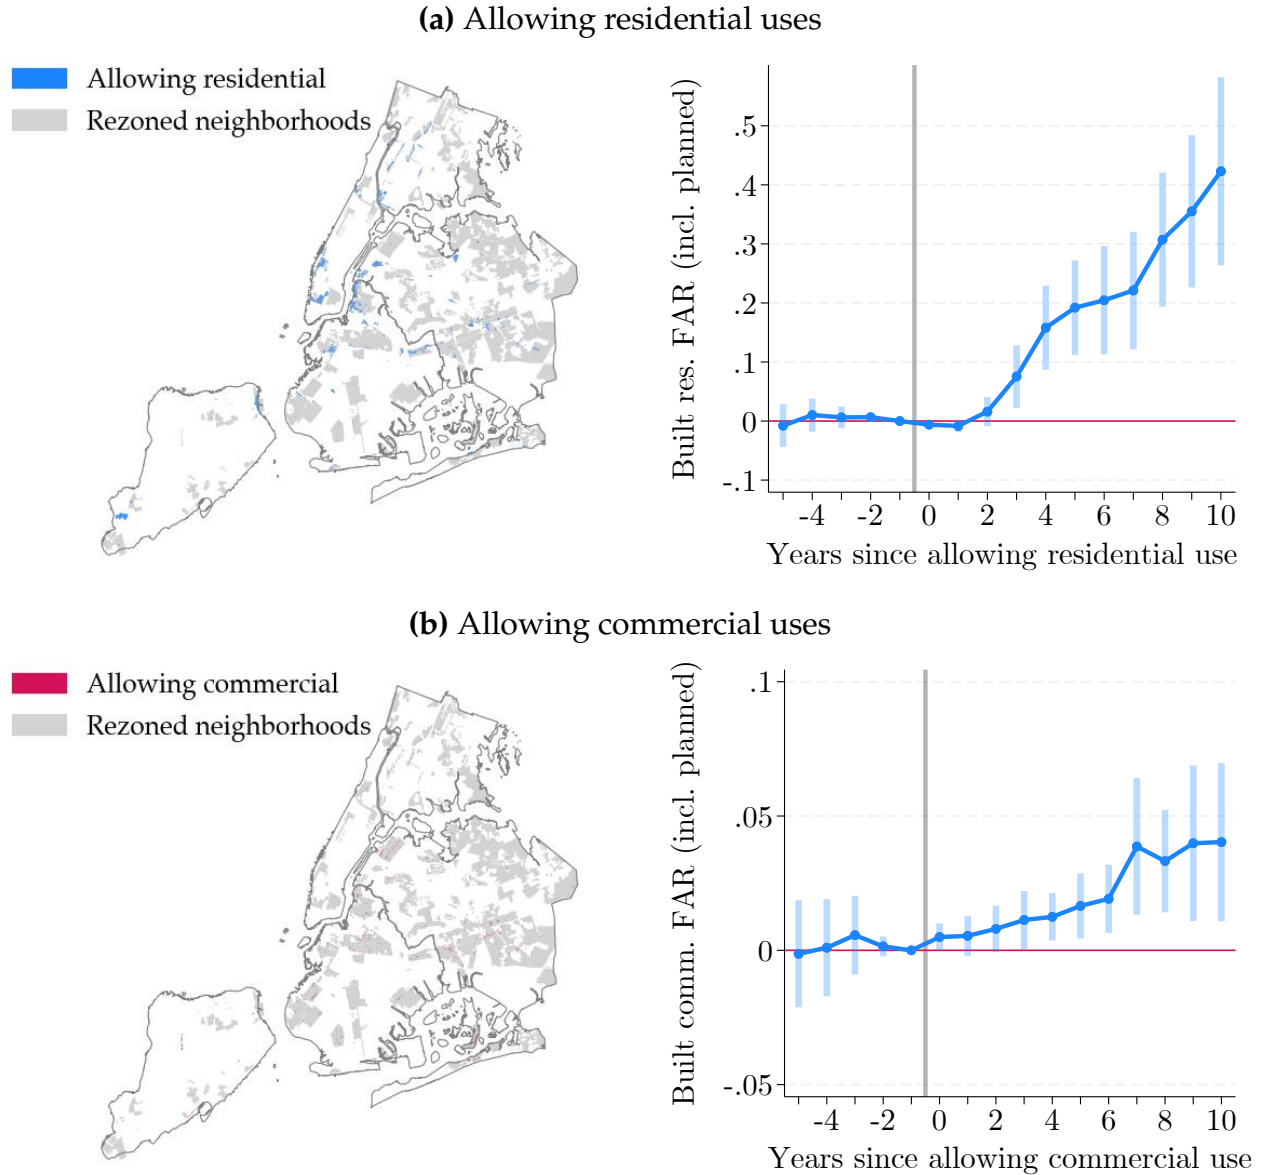 (a) Allowing residential uses
Allowing residential
Rezoned neighborhoods
Built res. FAR (incl. planned)
.5
.4
.3
.2
.1
0
-.1
-4 -2 0 2 4 6 8 10
Years since allowing residential use
(b) Allowing commercial uses
Allowing commercial
Rezoned neighborhoods
Built comm. FAR (incl. planned)
.1
.05
0
-.05
-4 -2 0 2 4 6 8 10
Years since allowing commercial use